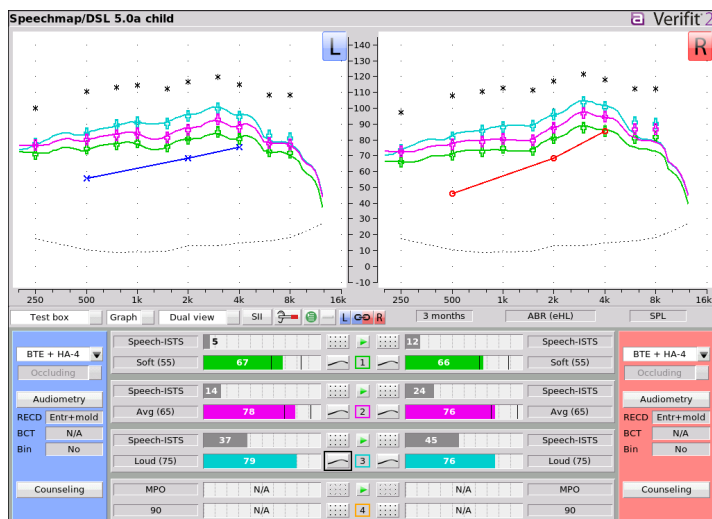 Speechmap/DSL 5.0a child
a Verifit 2
L
R
140
130
120
110
100
90
80
70
60
50
40
30
20
10
0
-10
250 500 1k 2k 4k 8k 16k
250 500 1k 2k 4k 8k 16k
Test box Graph Dual view SII L R 3 months ABR (eHL) SPL
Speech-ISTS 5 12 Speech-ISTS
BTE + HA-4 Soft (55) 67 1 66 Soft (55) BTE + HA-4
Occluding Occluding
Speech-ISTS 14 24 Speech-ISTS
Audiometry Audiometry
Avg (65) 78 2 76 Avg (65)
RECD Entr+mold RECD Entr+mold
BCT N/A BCT N/A
Speech-ISTS 37 45 Speech-ISTS
Bin No Bin No
Loud (75) 79 3 76 Loud (75)
Counseling MPO N/A N/A MPO Counseling
90 N/A 4 N/A 90